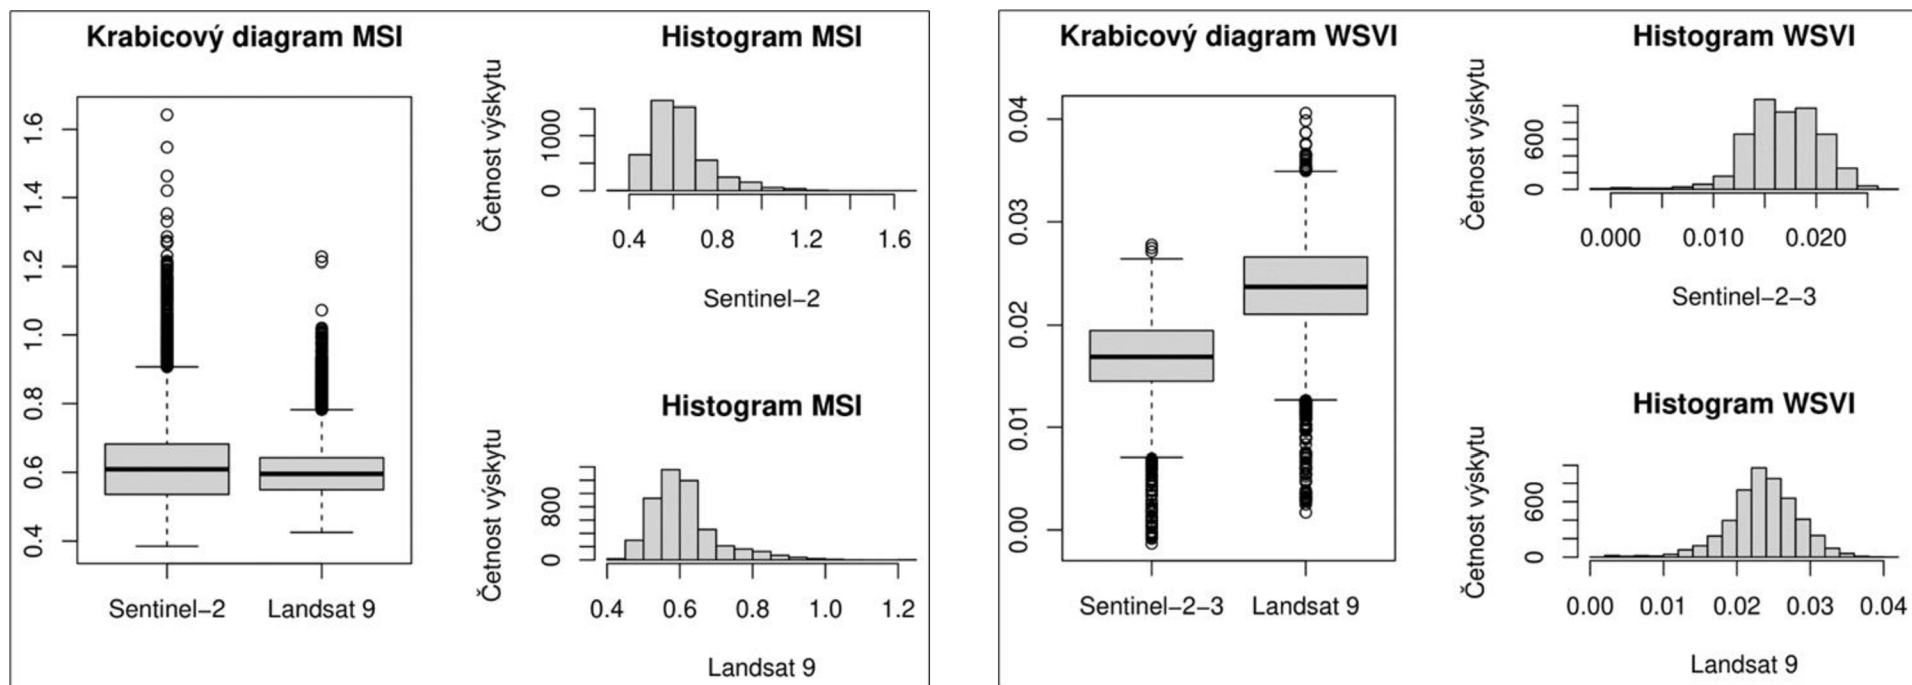 Krabicový diagram MSI
1.6
1.4
1.2
1.0
0.8
0.6
0.4
Sentinel−2 Landsat 9
Histogram MSI
Četnost výskytu
1000
0
0.4 0.8 1.2 1.6
Sentinel−2
Histogram MSI
Četnost výskytu
800
0
0.4 0.6 0.8 1.0 1.2
Landsat 9
Krabicový diagram WSVI
0.04
0.03
0.02
0.01
0.00
Sentinel−2−3 Landsat 9
Histogram WSVI
Četnost výskytu
600
0
0.000 0.010 0.020
Sentinel−2−3
Histogram WSVI
Četnost výskytu
600
0
0.00 0.01 0.02 0.03 0.04
Landsat 9